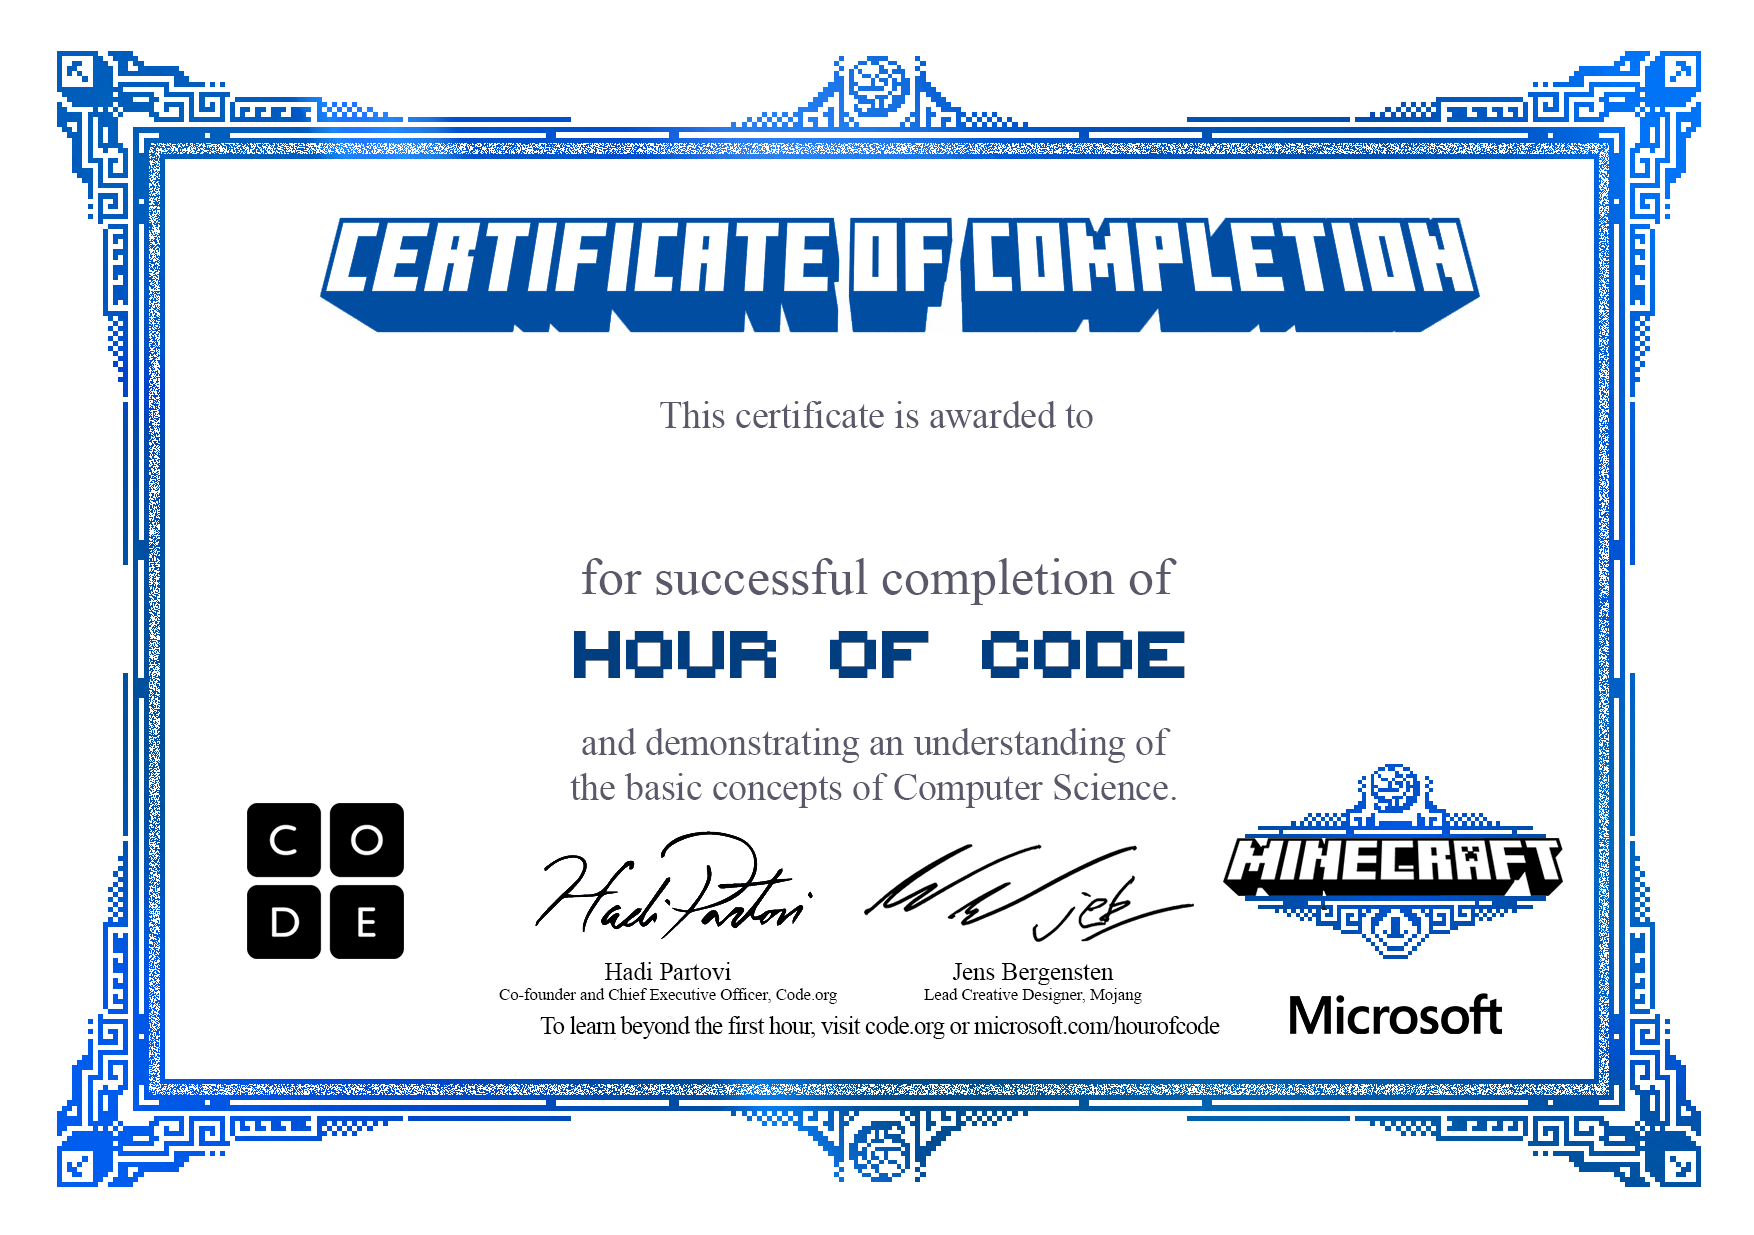 CERTIFICATE OF COMPLETION
This certificate is awarded to
for successful completion of
HOUR OF CODE
and demonstrating an understanding of
the basic concepts of Computer Science.
C O
D E
Hadi Partovi
jeb
MINECRAFT
Hadi Partovi
Co-founder and Chief Executive Officer, Code.org
Jens Bergensten
Lead Creative Designer, Mojang
To learn beyond the first hour, visit code.org or microsoft.com/hourofcode
Microsoft